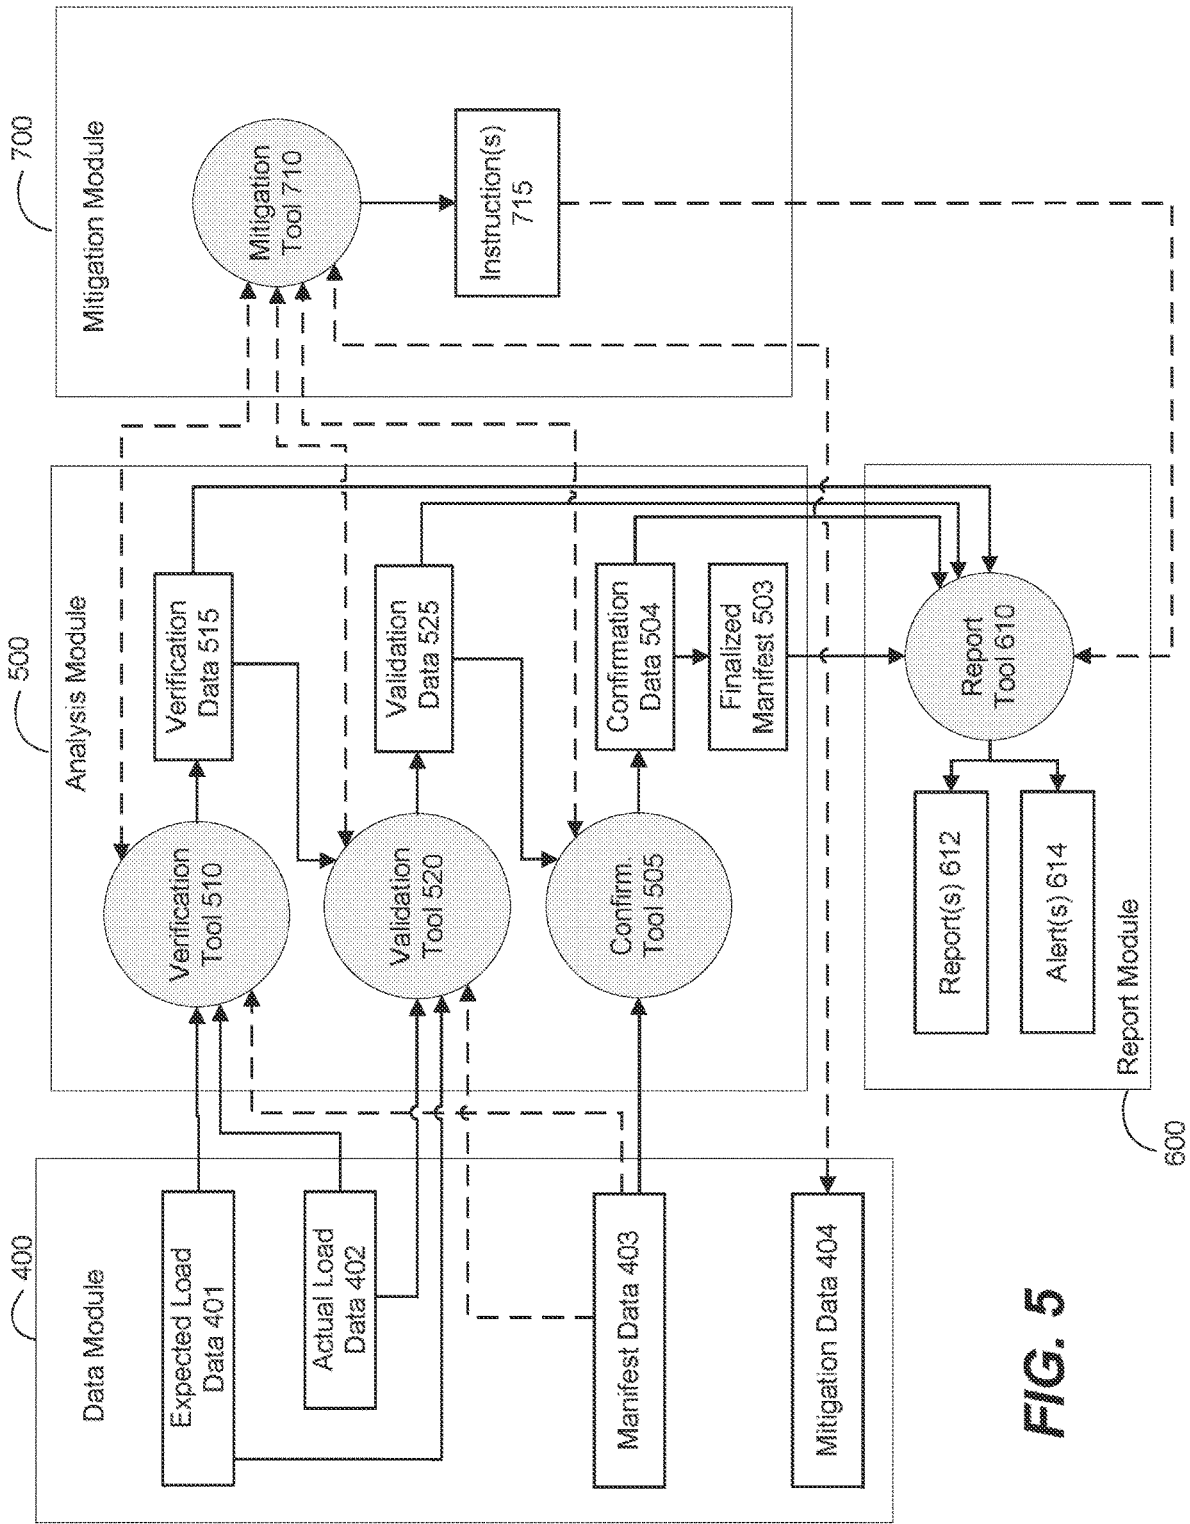 400
Data Module
Expected Load
Data 401
Actual Load
Data 402
Manifest Data 403
Mitigation Data 404
500
Analysis Module
Verification
Tool 510
Verification
Data 515
Validation
Tool 520
Validation
Data 525
Confirm.
Tool 505
Confirmation
Data 504
Finalized
Manifest 503
700
Mitigation Module
Mitigation
Tool 710
Instruction(s)
715
Report
Tool 610
Report(s) 612
Alert(s) 614
Report Module
600
FIG. 5